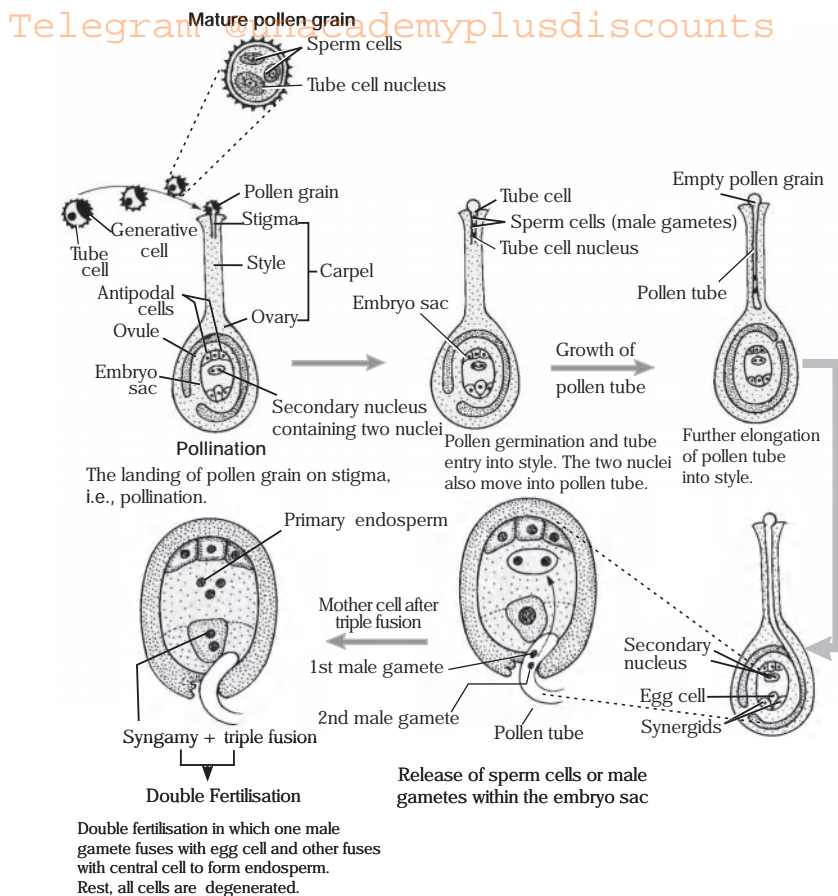 Telegram @unacademyplusdiscounts
Mature pollen grain
Sperm cells
Tube cell nucleus
Pollen grain
Stigma
Generative
cell
Tube
cell
Style
Carpel
Antipodal
cells
Ovary
Ovule
Embryo
sac
Secondary nucleus
containing two nuclei
Pollination
The landing of pollen grain on stigma,
i.e., pollination.
Tube cell
Sperm cells (male gametes)
Tube cell nucleus
Embryo sac
Pollen germination and tube
entry into style. The two nuclei
also move into pollen tube.
Growth of
pollen tube
Empty pollen grain
Pollen tube
Further elongation
of pollen tube
into style.
Secondary
nucleus
Egg cell
Synergids
1st male gamete
2nd male gamete
Pollen tube
Release of sperm cells or male
gametes within the embryo sac
Mother cell after
triple fusion
Primary endosperm
Syngamy + triple fusion
Double Fertilisation
Double fertilisation in which one male
gamete fuses with egg cell and other fuses
with central cell to form endosperm.
Rest, all cells are degenerated.